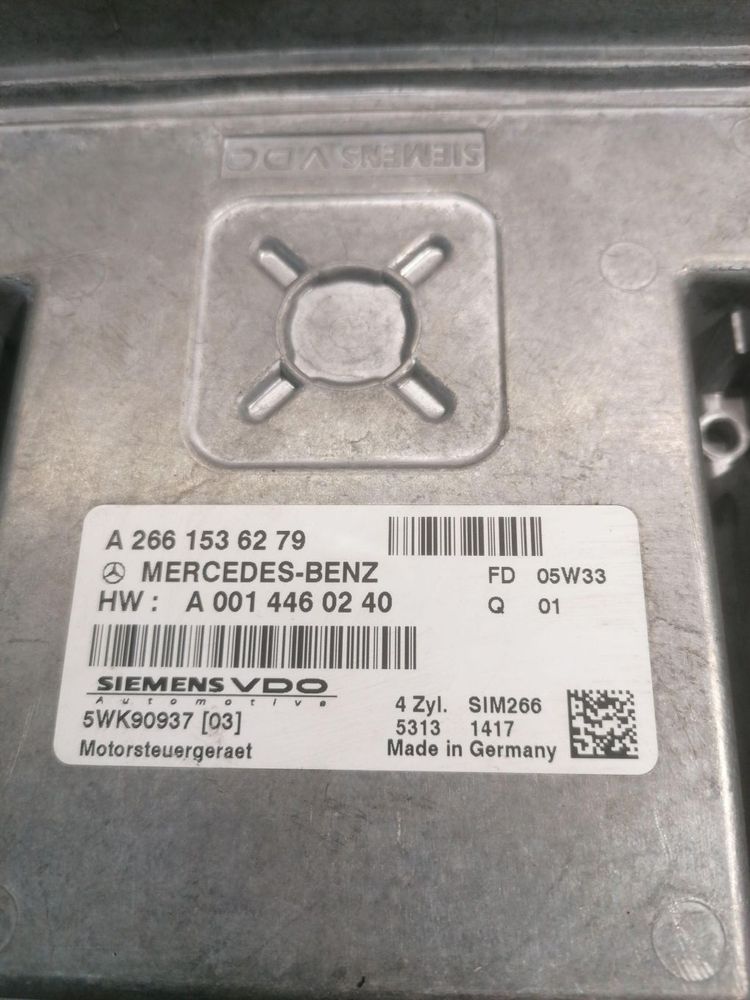 SIEMENS VDO
A 266 153 62 79
MERCEDES-BENZ
FD 05W33
HW : A 001 446 02 40
Q 01
SIEMENS VDO
Automotive
4 Zyl. SIM266
5WK90937 [03]
5313 1417
Motorsteuergeraet
Made in Germany